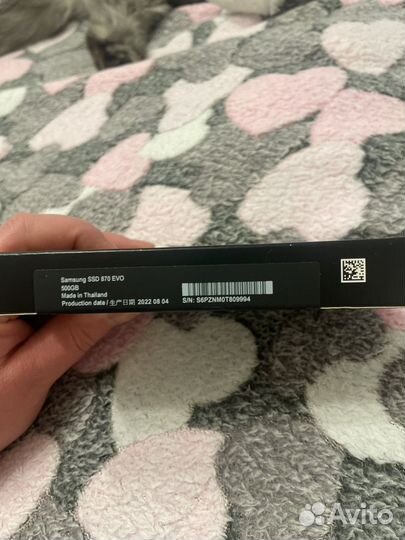 Samsung SSD 870 EVO
500GB
Made in Thailand
Production date / 生产日期 2022 08 04
S/N: S6PZNM0T809994
Avito